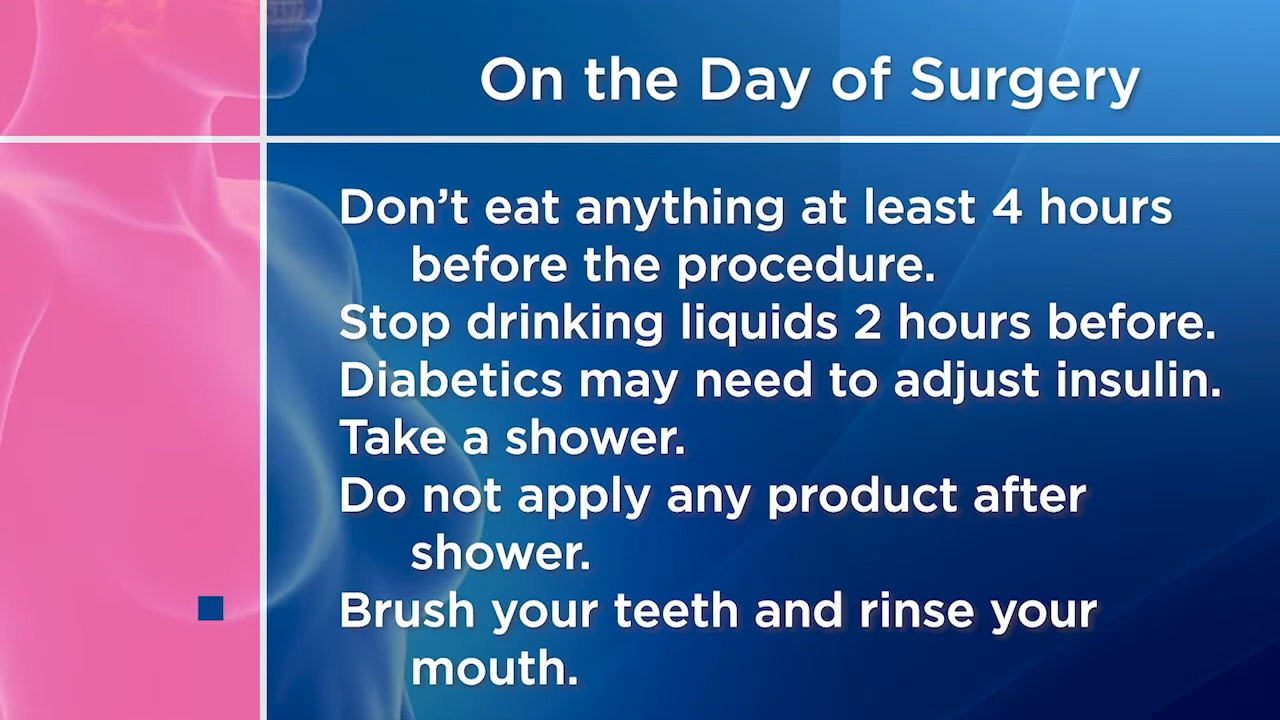 On the Day of Surgery
Don’t eat anything at least 4 hours
before the procedure.
Stop drinking liquids 2 hours before.
Diabetics may need to adjust insulin.
Take a shower.
Do not apply any product after
shower.
Brush your teeth and rinse your
mouth.